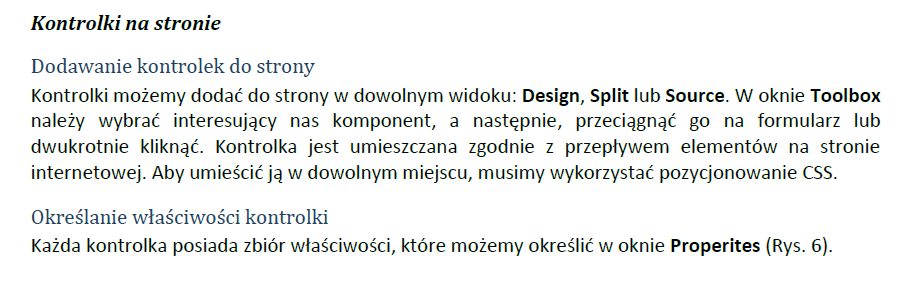 Kontrolki na stronie
Dodawanie kontrolek do strony
Kontrolki możemy dodać do strony w dowolnym widoku: Design, Split lub Source. W oknie Toolbox
należy wybrać interesujący nas komponent, a następnie, przeciągnąć go na formularz lub
dwukrotnie kliknąć. Kontrolka jest umieszczana zgodnie z przepływem elementów na stronie
internetowej. Aby umieścić ją w dowolnym miejscu, musimy wykorzystać pozycjonowanie CSS.
Określanie właściwości kontrolki
Każda kontrolka posiada zbiór właściwości, które możemy określić w oknie Properites (Rys. 6).